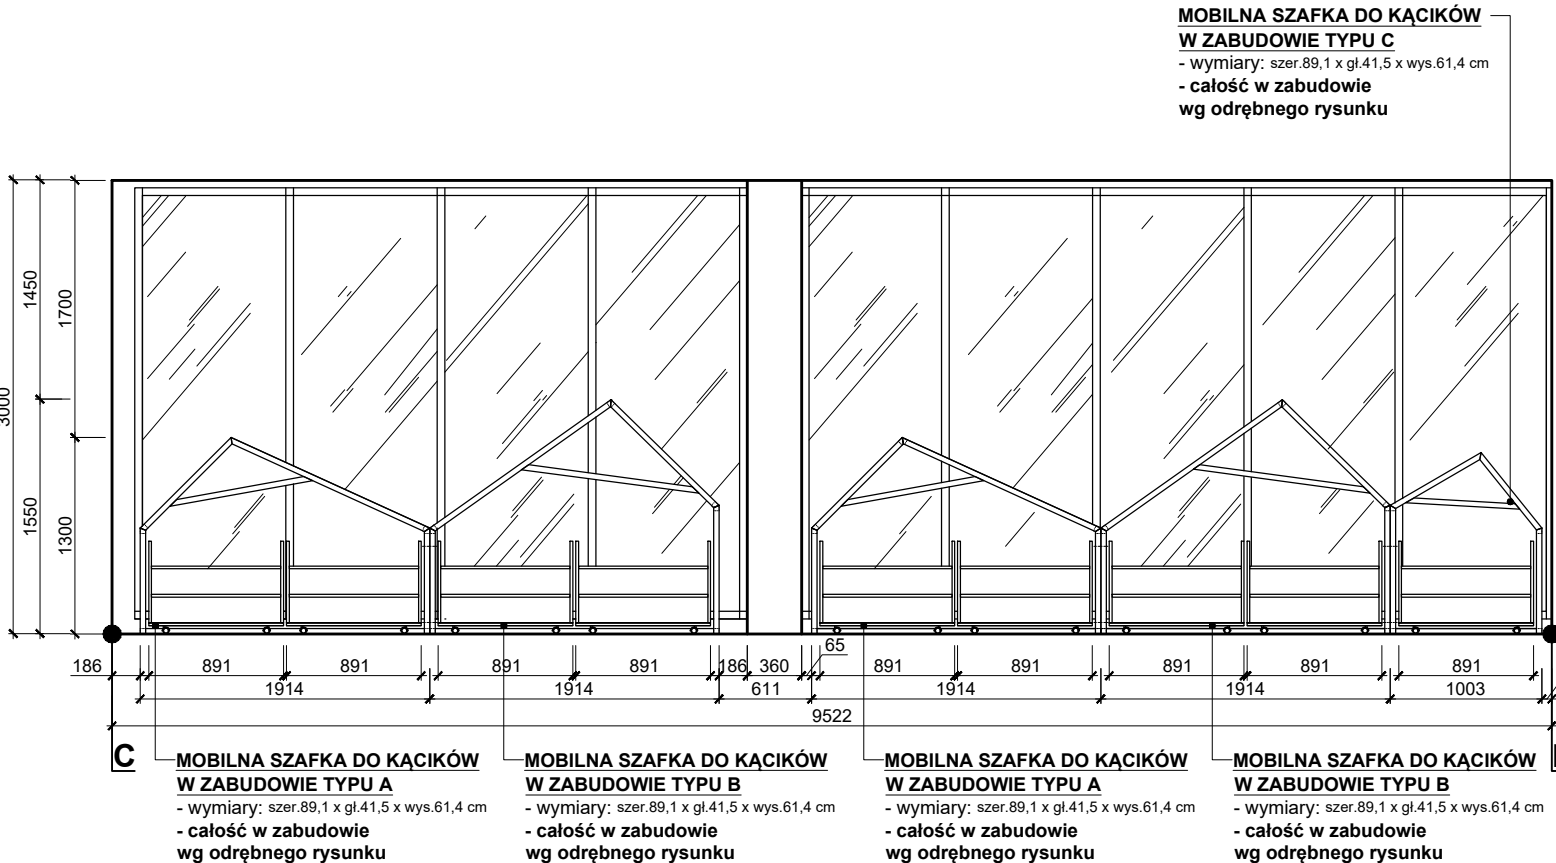 MOBILNA SZAFKA DO KĄCIKÓW
W ZABUDOWIE TYPU C
- wymiary: szer.89,1 x gł.41,5 x wys.61,4 cm
- całość w zabudowie
wg odrębnego rysunku
3000
1450
1700
1550
1300
186
891
891
891
891
186
360
65
891
891
891
891
891
1914
1914
611
1914
1914
1003
9522
C
MOBILNA SZAFKA DO KĄCIKÓW
W ZABUDOWIE TYPU A
- wymiary: szer.89,1 x gł.41,5 x wys.61,4 cm
- całość w zabudowie
wg odrębnego rysunku
MOBILNA SZAFKA DO KĄCIKÓW
W ZABUDOWIE TYPU B
- wymiary: szer.89,1 x gł.41,5 x wys.61,4 cm
- całość w zabudowie
wg odrębnego rysunku
MOBILNA SZAFKA DO KĄCIKÓW
W ZABUDOWIE TYPU A
- wymiary: szer.89,1 x gł.41,5 x wys.61,4 cm
- całość w zabudowie
wg odrębnego rysunku
MOBILNA SZAFKA DO KĄCIKÓW
W ZABUDOWIE TYPU B
- wymiary: szer.89,1 x gł.41,5 x wys.61,4 cm
- całość w zabudowie
wg odrębnego rysunku